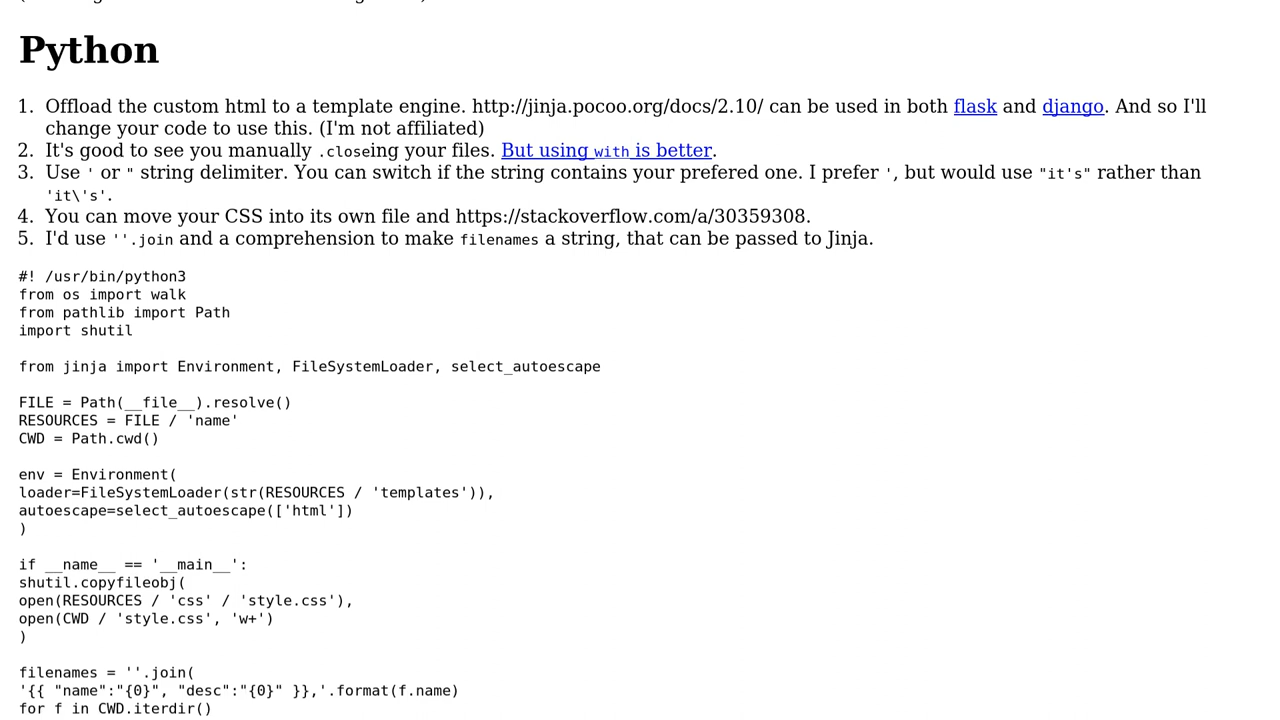 Python
1. Offload the custom html to a template engine. http://jinja.pocoo.org/docs/2.10/ can be used in both flask and django. And so I'll
change your code to use this. (I'm not affiliated)
2. It's good to see you manually .closeing your files. But using with is better.
3. Use ' or " string delimiter. You can switch if the string contains your prefered one. I prefer ', but would use "it's" rather than
'it\'s'.
4. You can move your CSS into its own file and https://stackoverflow.com/a/30359308.
5. I'd use ''.join and a comprehension to make filenames a string, that can be passed to Jinja.
#! /usr/bin/python3
from os import walk
from pathlib import Path
import shutil
from jinja import Environment, FileSystemLoader, select_autoescape
FILE = Path(__file__).resolve()
RESOURCES = FILE / 'name'
CWD = Path.cwd()
env = Environment(
loader=FileSystemLoader(str(RESOURCES / 'templates')),
autoescape=select_autoescape(['html'])
)
if __name__ == '__main__':
shutil.copyfileobj(
open(RESOURCES / 'css' / 'style.css'),
open(CWD / 'style.css', 'w+')
)
filenames = ''.join(
'{{ "name":"{0}", "desc":"{0}" }},'.format(f.name)
for f in CWD.iterdir()